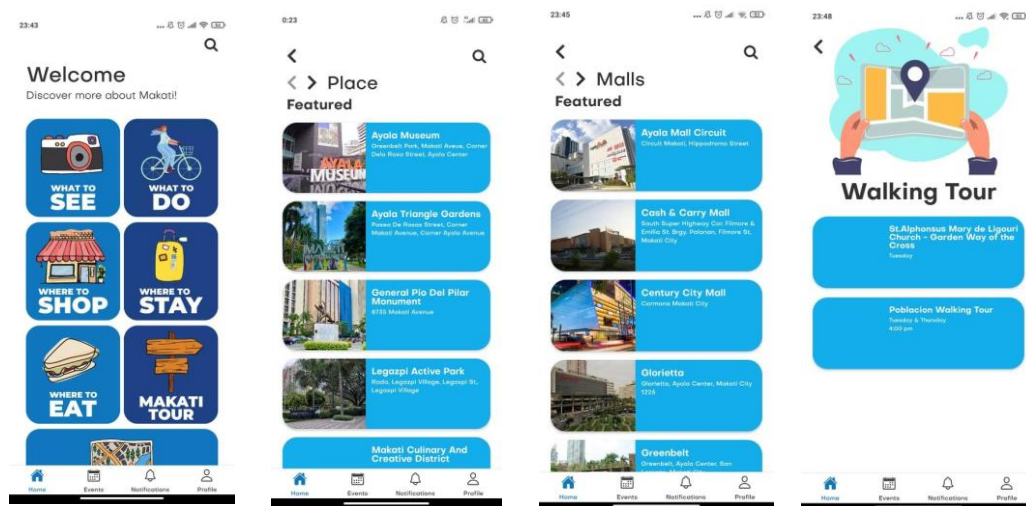 23:43
Welcome
Discover more about Makati!
WHAT TO
SEE
WHAT TO
DO
WHERE TO
SHOP
WHERE TO
STAY
WHERE TO
EAT
MAKATI
TOUR
Home
Events
Notifications
Profile
0:23
Place
Featured
Ayala Museum
Greenbelt Park, Makati Aveue, Corner
Dela Rosa Street, Ayala Center
AYALA
MUSEUM
Ayala Triangle Gardens
Paseo De Roxas Street, Corner
Makati Avenue, Corner Ayala Avenue
General Pio Del Pilar
Monument
6735 Makati Avenue
Legazpi Active Park
Rada, Legazpi Village, Legaspi St,
Legaspi Village
Makati Culinary And
Creative District
Home
Events
Notifications
Profile
23:45
Malls
Featured
Ayala Mall Circuit
Circuit Makati, Hippodromo Street
Cash & Carry Mall
South Super Highway Cor. Filmore &
Emilia St. Brgy. Palanan, Filmore St,
Makati City
Century City Mall
Carmona Makati City
Glorietta
Glorietta, Ayala Center, Makati City
1226
Greenbelt
Greenbelt, Ayala Center, San
Home
Events
Notifications
Profile
23:48
Walking Tour
St.Alphonsus Mary de Ligouri
Church - Garden Way of the
Cross
Tuesday
Poblacion Walking Tour
Tuesday & Thursday
4:00 pm
Home
Events
Notifications
Profile